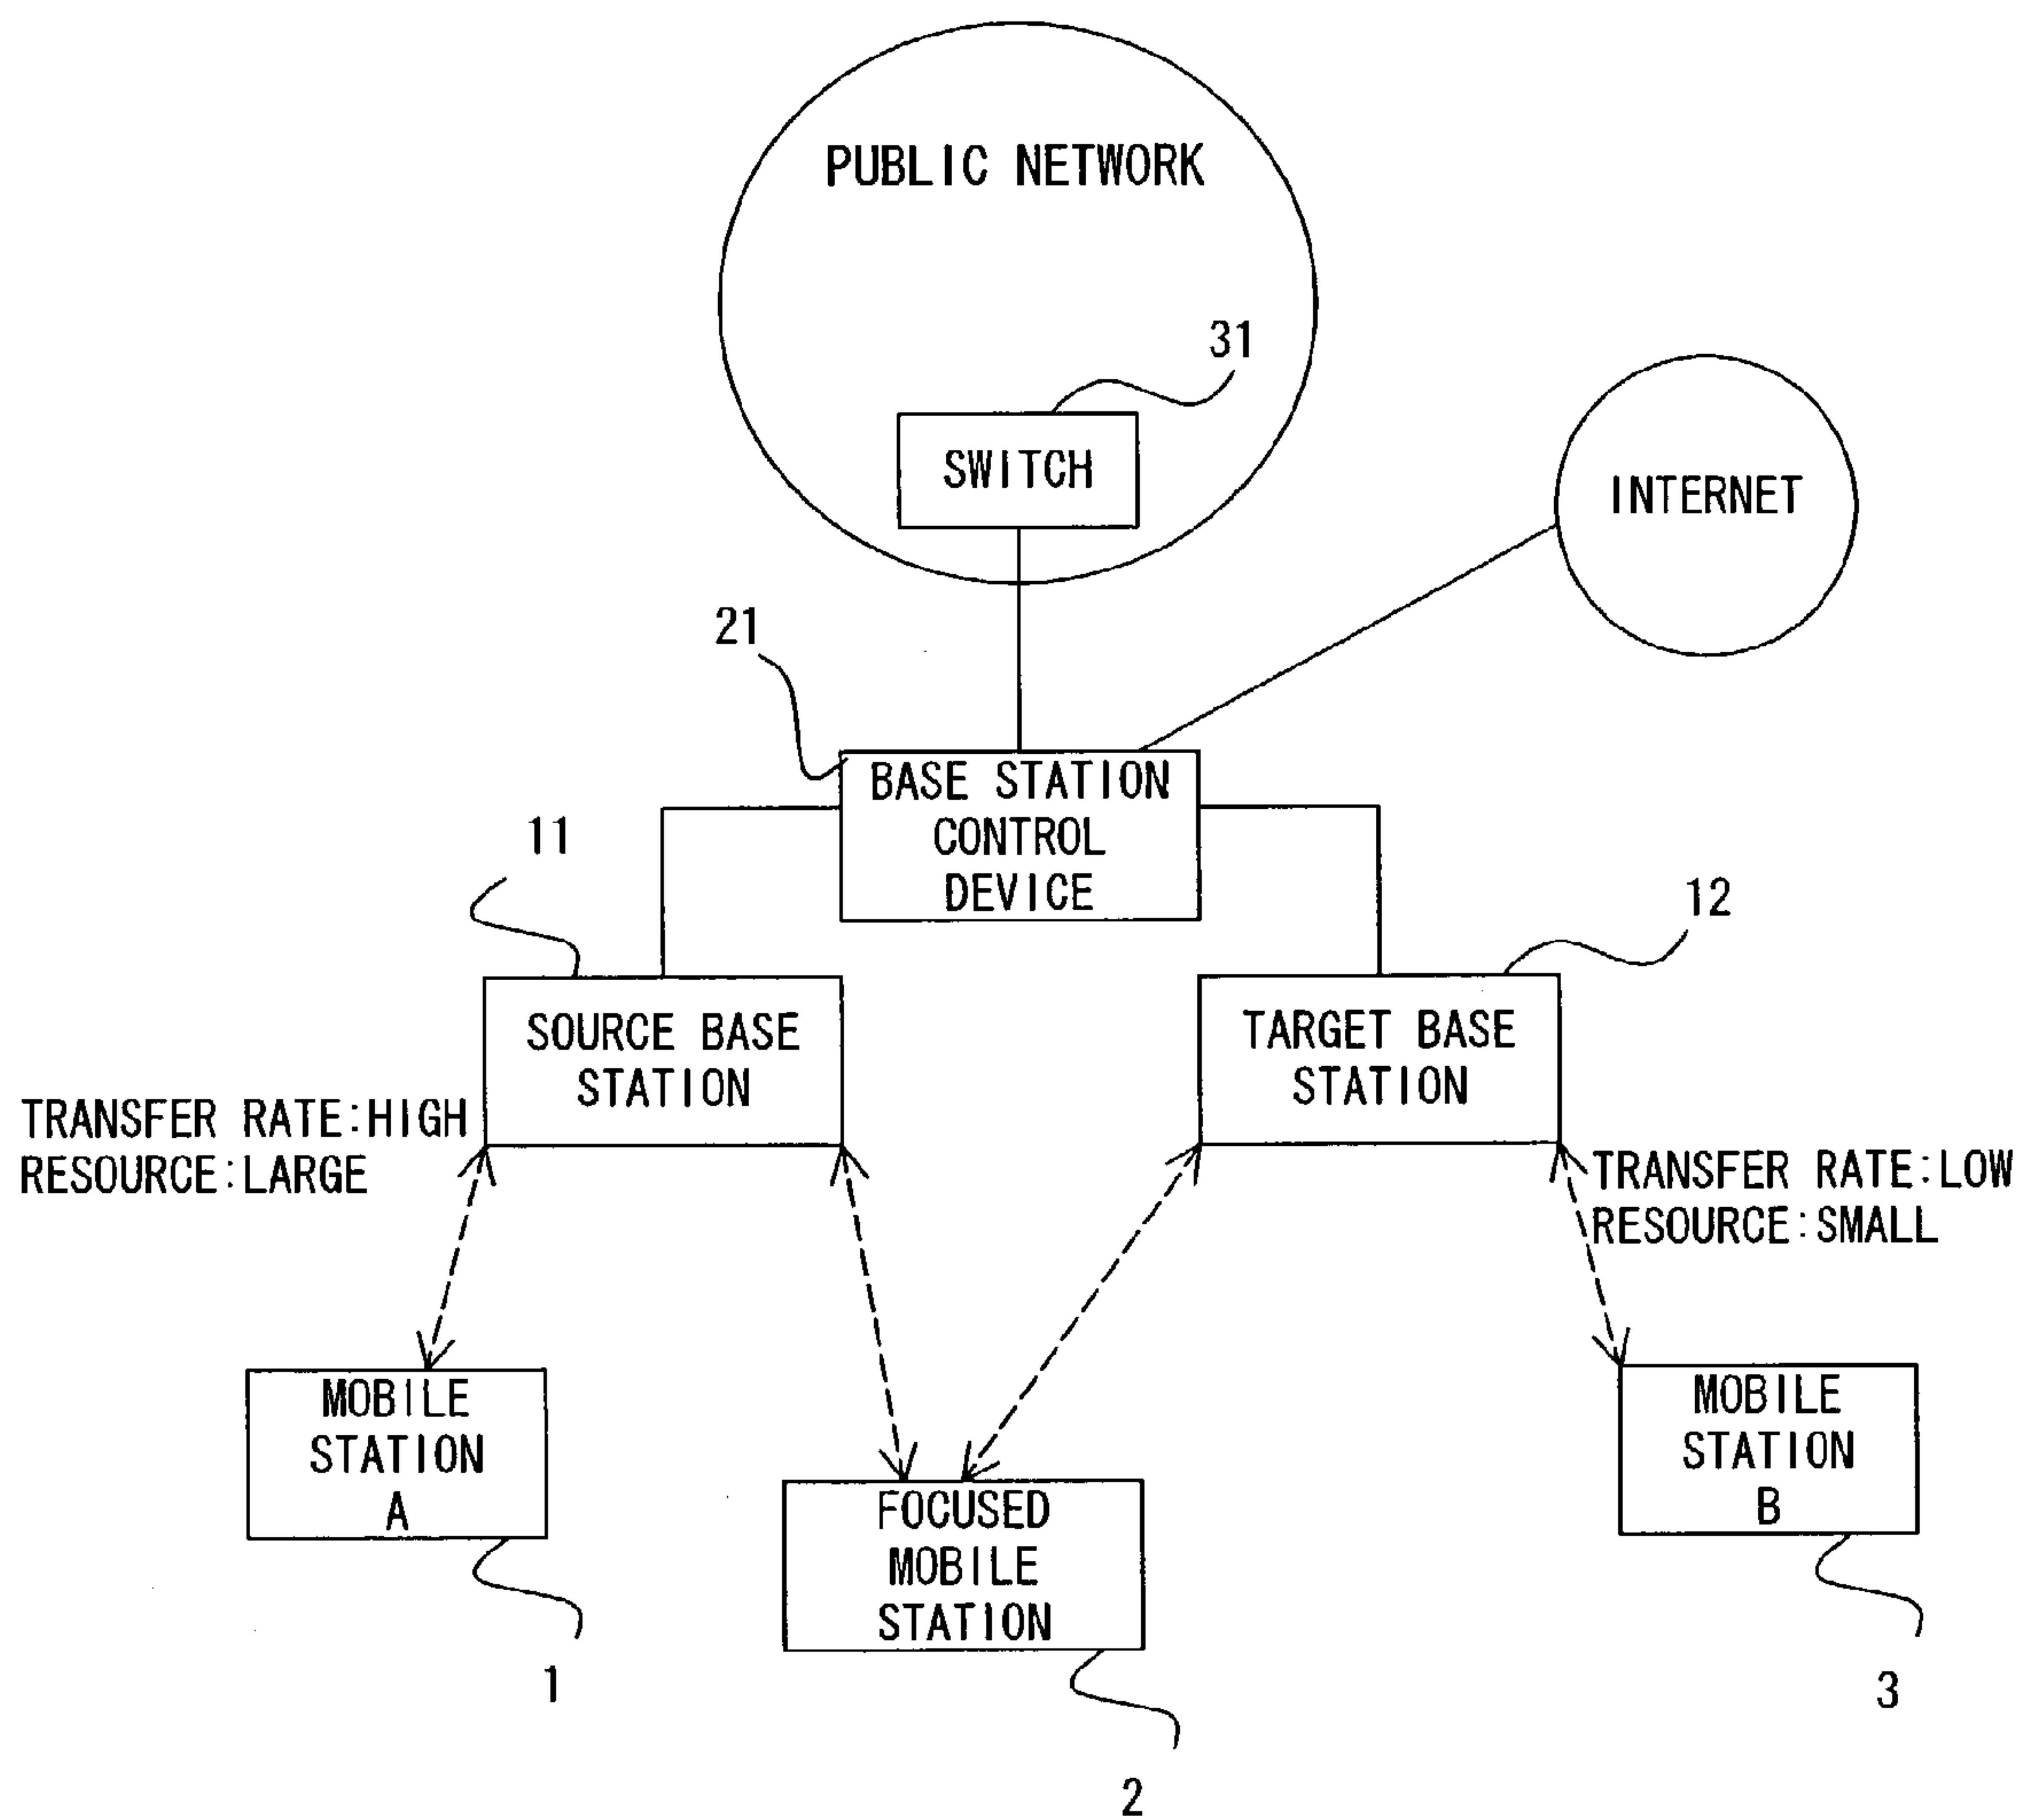 PUBLIC NETWORK
31
SWITCH
INTERNET
21
BASE STATION
CONTROL
DEVICE
11
12
SOURCE BASE
STATION
TARGET BASE
STATION
TRANSFER RATE:HIGH
RESOURCE:LARGE
TRANSFER RATE:LOW
RESOURCE:SMALL
MOBILE
STATION
A
FOCUSED
MOBILE
STATION
MOBILE
STATION
B
1
2
3